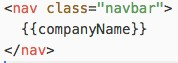 <nav class="navbar">
  {{companyName}}
</nav>